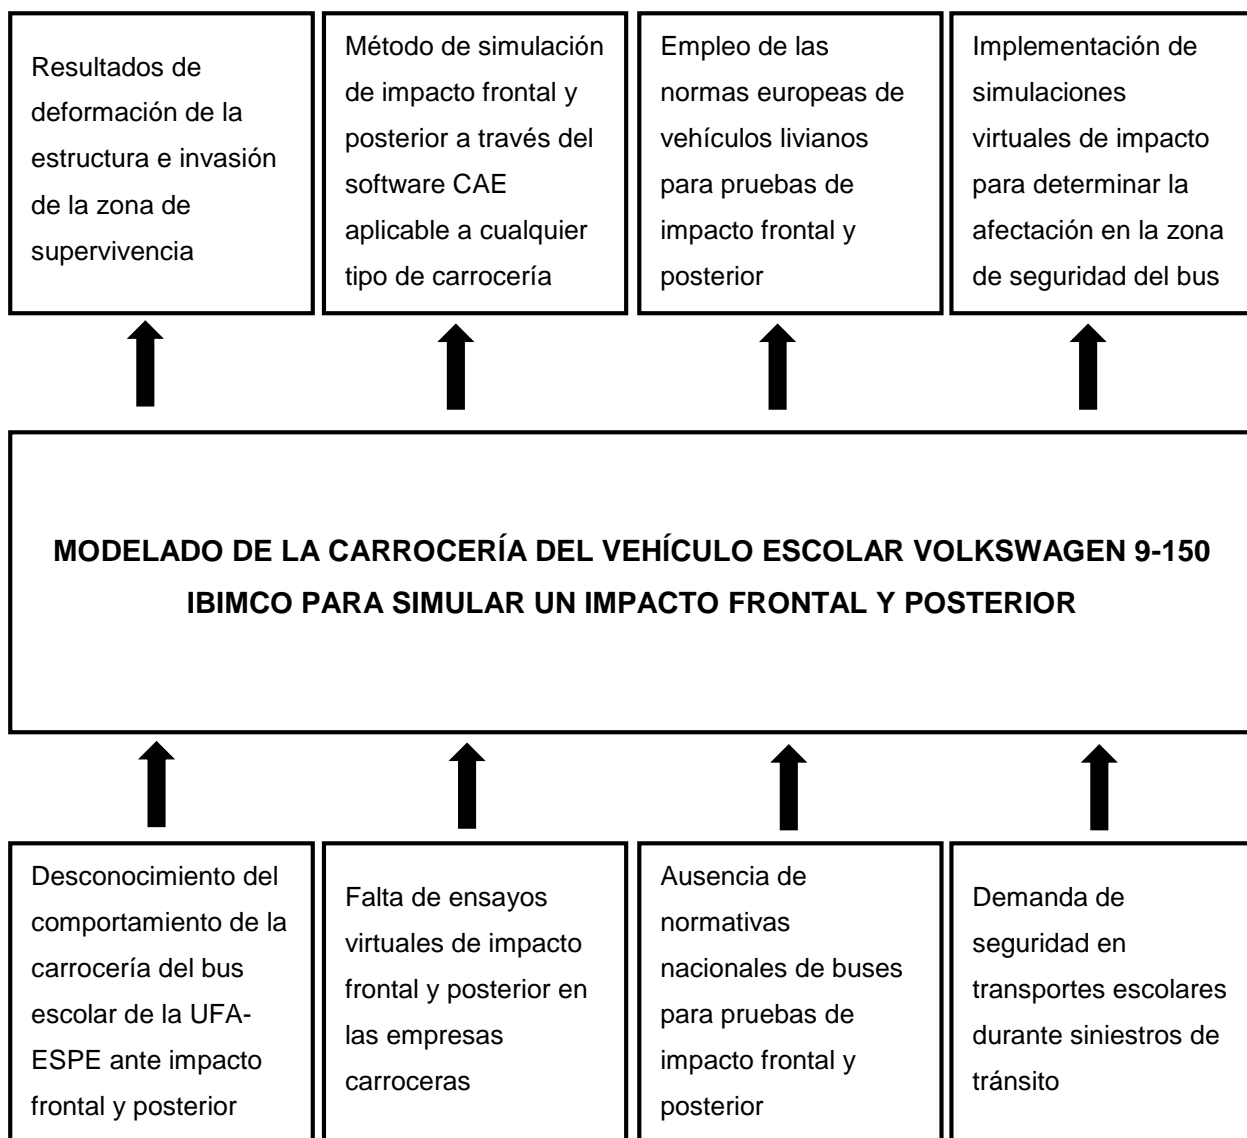 Resultados de
deformación de la
estructura e invasión
de la zona de
supervivencia
Método de simulación
de impacto frontal y
posterior a través del
software CAE
aplicable a cualquier
tipo de carrocería
Empleo de las
normas europeas de
vehículos livianos
para pruebas de
impacto frontal y
posterior
Implementación de
simulaciones
virtuales de impacto
para determinar la
afectación en la zona
de seguridad del bus
MODELADO DE LA CARROCERÍA DEL VEHÍCULO ESCOLAR VOLKSWAGEN 9-150
IBIMCO PARA SIMULAR UN IMPACTO FRONTAL Y POSTERIOR
Desconocimiento del
comportamiento de la
carrocería del bus
escolar de la UFA-
ESPE ante impacto
frontal y posterior
Falta de ensayos
virtuales de impacto
frontal y posterior en
las empresas
carroceras
Ausencia de
normativas
nacionales de buses
para pruebas de
impacto frontal y
posterior
Demanda de
seguridad en
transportes escolares
durante siniestros de
tránsito